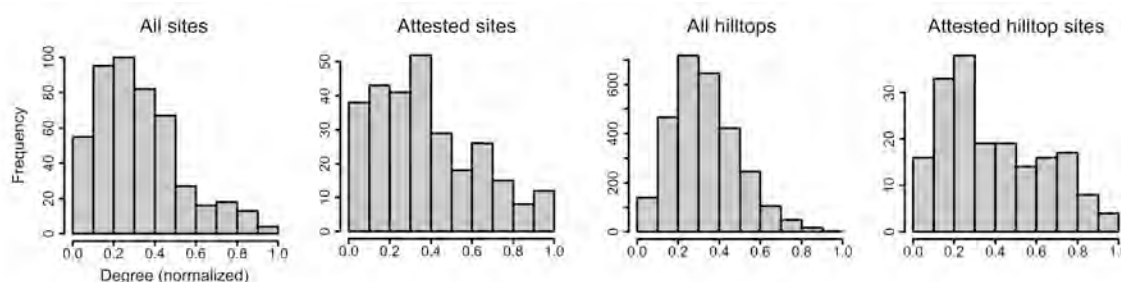 All sites
Attested sites
All hilltops
Attested hilltop sites
Frequency
0 20 40 60 80 100
0.0 0.2 0.4 0.6 0.8 1.0
Degree (normalized)
0 10 20 30 40 50
0.0 0.2 0.4 0.6 0.8 1.0
0 200 400 600
0.0 0.2 0.4 0.6 0.8 1.0
0 10 20 30
0.0 0.2 0.4 0.6 0.8 1.0